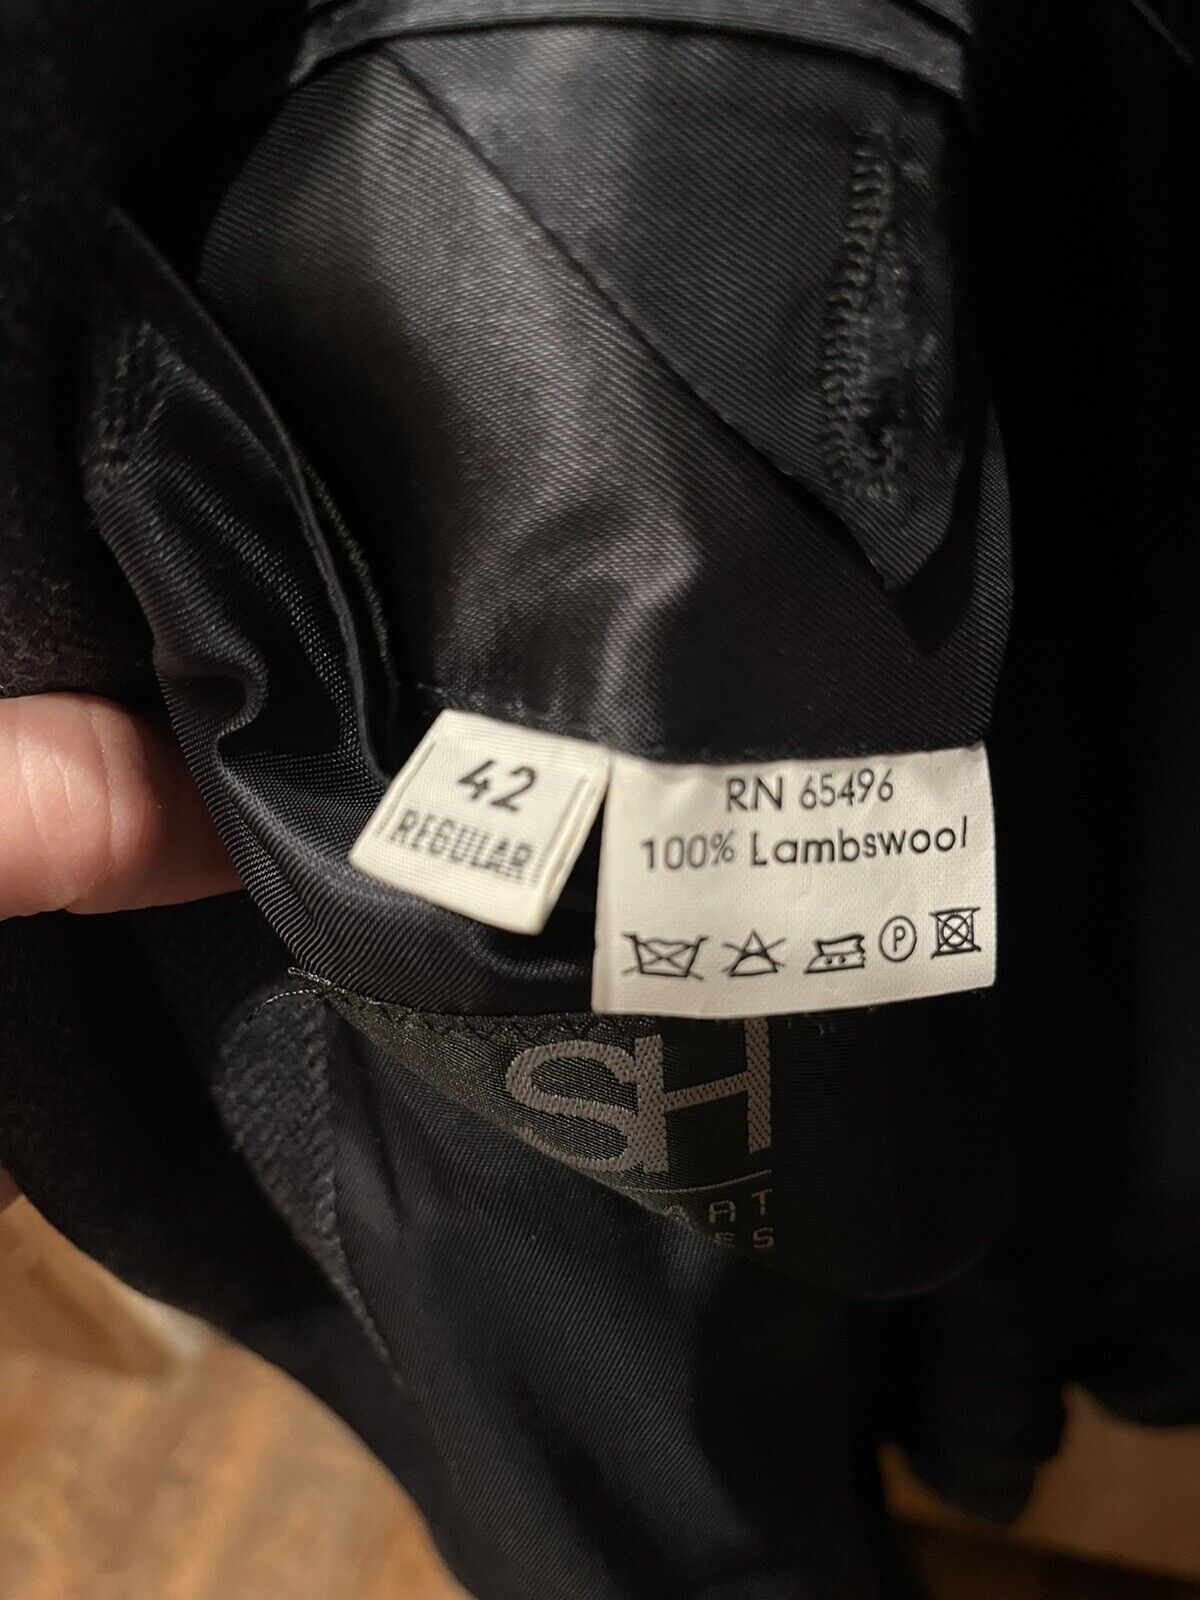 42
REGULAR
RN 65496
100% Lambswool
P
SH